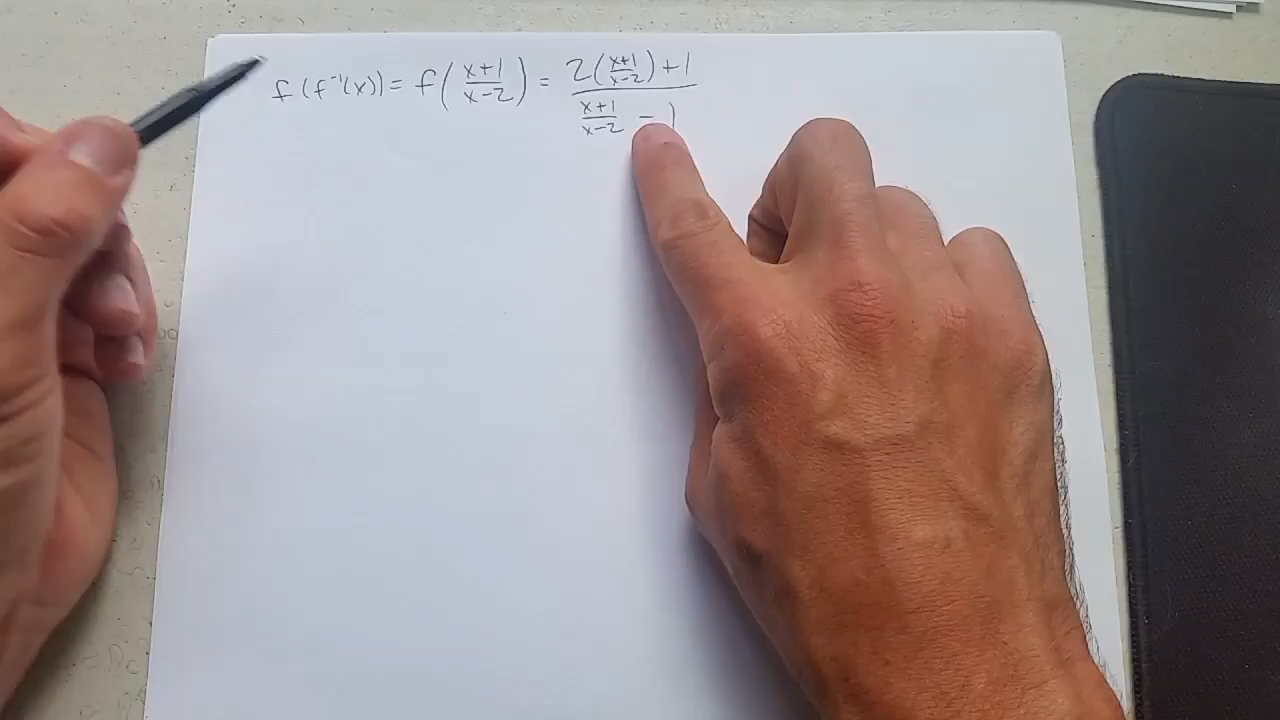 f(f⁻¹(x)) = f((x+1)/(x-2)) = (2((x+1)/(x-2))+1)/((x+1)/(x-2) - 1)